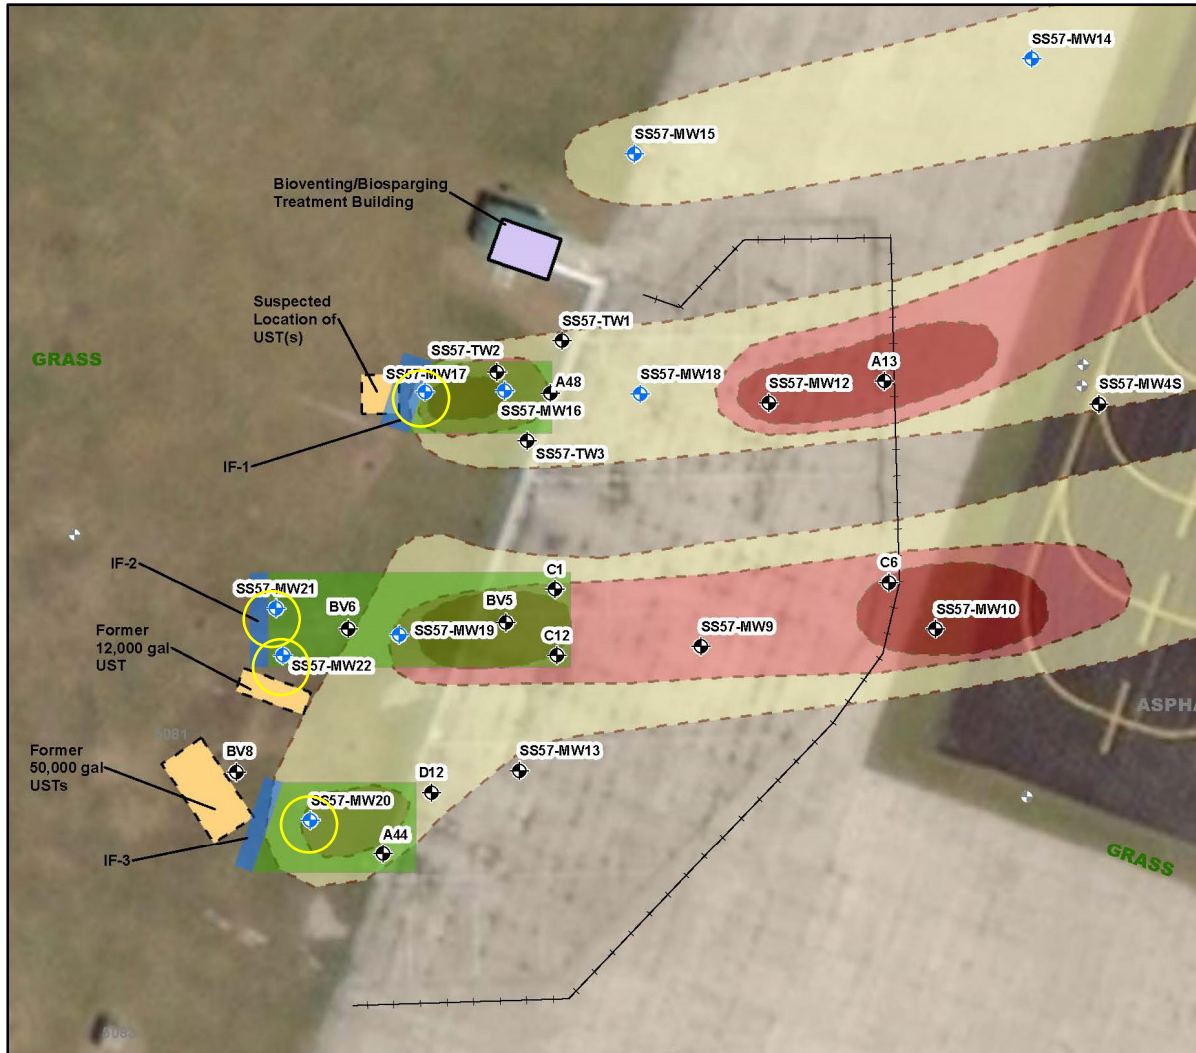 SS57-MW14
SS57-MW15
Bioventing/Biosparging
Treatment Building
Suspected
Location of
UST(s)
SS57-TW1
GRASS
SS57-TW2
SS57-MW17
A48
SS57-MW18
A13
SS57-MW12
SS57-MW4S
SS57-MW16
SS57-TW3
IF-1
IF-2
SS57-MW21
C1
C6
BV6
BV5
SS57-MW19
SS57-MW10
Former
12,000 gal
UST
C12
SS57-MW9
SS57-MW22
ASPHA
5081
Former
50,000 gal
USTs
BV8
D12
SS57-MW13
SS57-MW20
A44
IF-3
GRASS